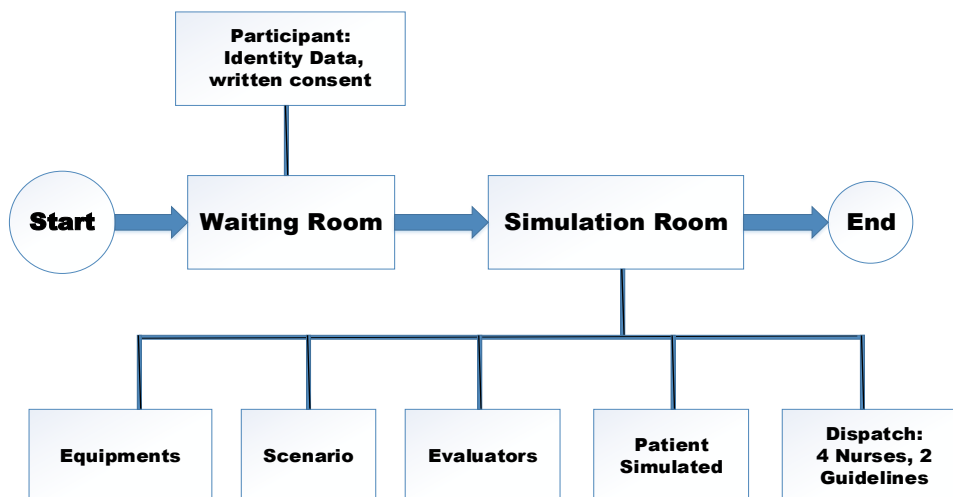 Participant:
Identity Data,
written consent
Start
Waiting Room
Simulation Room
End
Equipments
Scenario
Evaluators
Patient
Simulated
Dispatch:
4 Nurses, 2
Guidelines